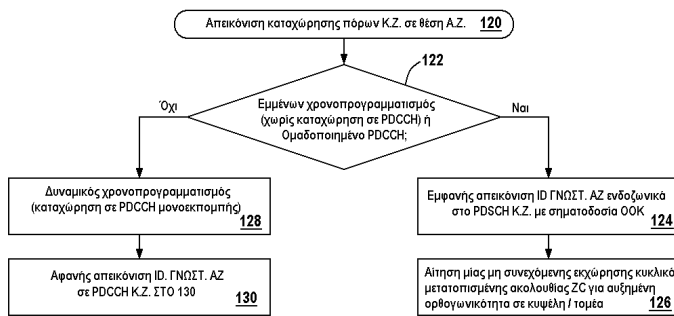 Απεικόνιση καταχώρησης πόρων Κ.Ζ. σε θέση Α.Ζ. 120
122
Εμμένων χρονοπρογραμματισμός
(χωρίς καταχώρηση σε PDCCH) ή
Ομαδοποιημένο PDCCH;
Όχι
Ναι
Δυναμικός χρονοπρογραμματισμός
(καταχώρηση σε PDCCH μονοεκπομπής)
128
Εμφανής απεικόνιση ID ΓΝΩΣΤ. ΑΖ ενδοζωνικά
στο PDSCH Κ.Ζ. με σηματοδοσία ΟΟΚ
124
Αφανής απεικόνιση ID. ΓΝΩΣΤ. ΑΖ
σε PDCCH Κ.Ζ. ΣΤΟ 130
130
Αίτηση μίας μη συνεχόμενης εκχώρησης κυκλικά
μετατοπισμένης ακολουθίας ZC για αυξημένη
ορθογωνικότητα σε κυψέλη / τομέα
126